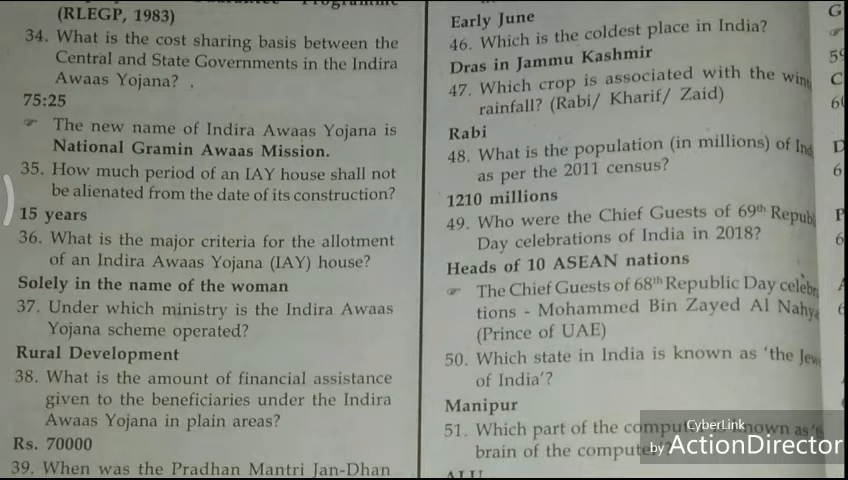 (RLEGP, 1983)
34. What is the cost sharing basis between the
Central and State Governments in the Indira
Awaas Yojana?
75:25
☞ The new name of Indira Awaas Yojana is
National Gramin Awaas Mission.
35. How much period of an IAY house shall not
be alienated from the date of its construction?
15 years
36. What is the major criteria for the allotment
of an Indira Awaas Yojana (IAY) house?
Solely in the name of the woman
37. Under which ministry is the Indira Awaas
Yojana scheme operated?
Rural Development
38. What is the amount of financial assistance
given to the beneficiaries under the Indira
Awaas Yojana in plain areas?
Rs. 70000
39. When was the Pradhan Mantri Jan-Dhan
Early June
46. Which is the coldest place in India?
Dras in Jammu Kashmir
47. Which crop is associated with the wint
rainfall? (Rabi/ Kharif/ Zaid)
Rabi
48. What is the population (in millions) of Ind
as per the 2011 census?
1210 millions
49. Who were the Chief Guests of 69th Republ
Day celebrations of India in 2018?
Heads of 10 ASEAN nations
☞ The Chief Guests of 68th Republic Day celebr
tions - Mohammed Bin Zayed Al Nahya
(Prince of UAE)
50. Which state in India is known as 'the Jew
of India'?
Manipur
51. Which part of the computer is known as
brain of the computer?
CyberLink
by ActionDirector